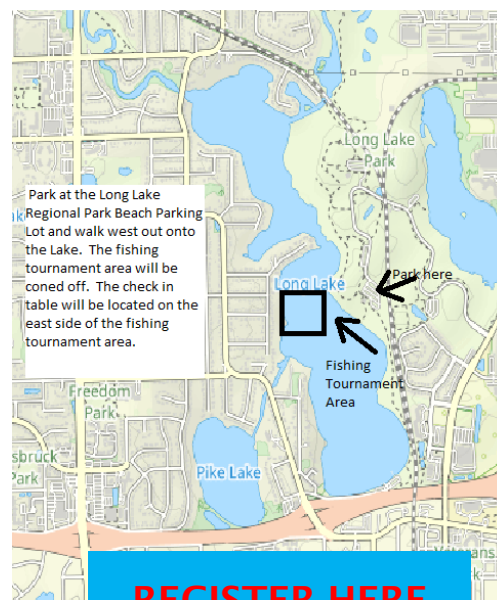 Long Lake
Park
Park at the Long Lake
Regional Park Beach Parking
Lot and walk west out onto
the Lake. The fishing
tournament area will be
coned off. The check in
table will be located on the
east side of the fishing
tournament area.
Park here
Long Lake
Fishing
Tournament
Area
Freedom
Park
sbruck
Park
Pike Lake
REGISTER HERE